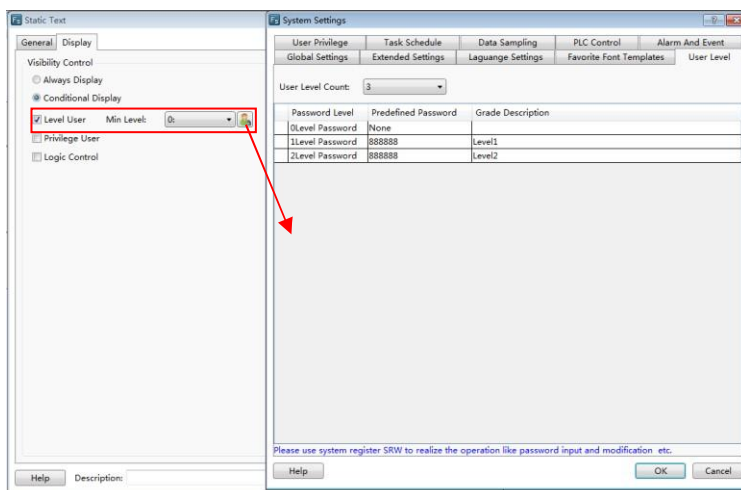 Static Text
General Display
Visibility Control
Always Display
Conditional Display
Level User Min Level: 0:
Privilege User
Logic Control
Help Description:
System Settings
User Privilege Task Schedule Data Sampling PLC Control Alarm And Event
Global Settings Extended Settings Laguange Settings Favorite Font Templates User Level
User Level Count: 3
Password Level Predefined Password Grade Description
0Level Password None
1Level Password 888888 Level1
2Level Password 888888 Level2
Please use system register SRW to realize the operation like password input and modification etc.
Help OK Cancel